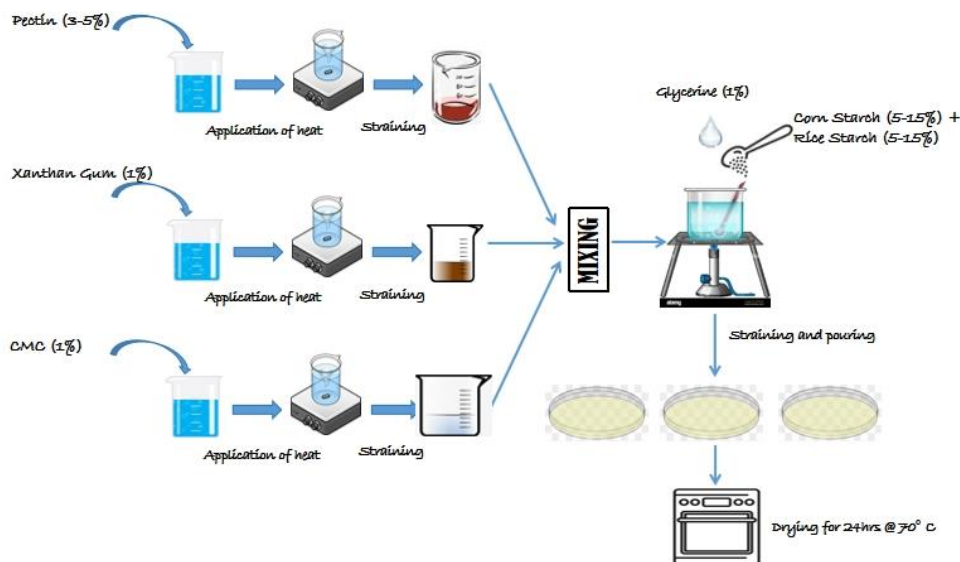 Pectin (3-5%)
Application of heat
Straining
Xanthan Gum (1%)
Application of heat
Straining
CMC (1%)
Application of heat
Straining
MIXING
Glycerine (1%)
Corn Starch (5-15%) +
Rice Starch (5-15%)
Straining and pouring
Drying for 24hrs @ 70° C